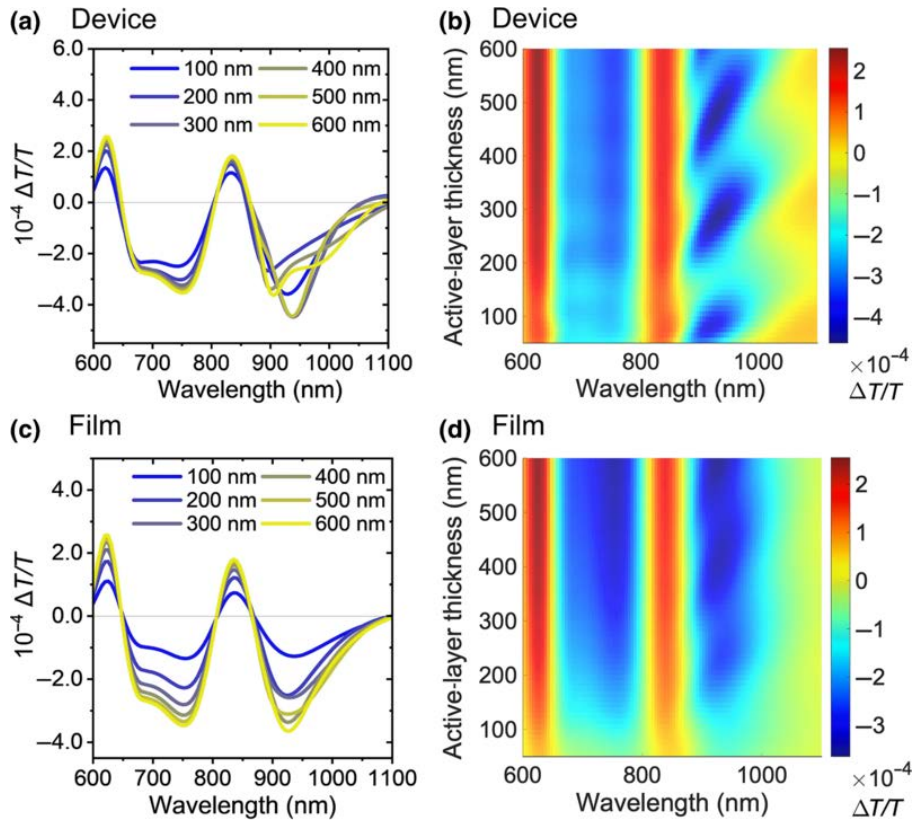 (a) Device
6.0
4.0
2.0
0.0
−2.0
−4.0
10⁻⁴ ΔT/T
100 nm 400 nm
200 nm 500 nm
300 nm 600 nm
600 700 800 900 1000 1100
Wavelength (nm)
(b) Device
600
500
400
300
200
100
Active-layer thickness (nm)
600 800 1000
Wavelength (nm)
2
1
0
−1
−2
−3
−4
×10⁻⁴
ΔT/T
(c) Film
4.0
2.0
0.0
−2.0
−4.0
10⁻⁴ ΔT/T
100 nm 400 nm
200 nm 500 nm
300 nm 600 nm
600 700 800 900 1000 1100
Wavelength (nm)
(d) Film
600
500
400
300
200
100
Active-layer thickness (nm)
600 800 1000
Wavelength (nm)
2
1
0
−1
−2
−3
×10⁻⁴
ΔT/T